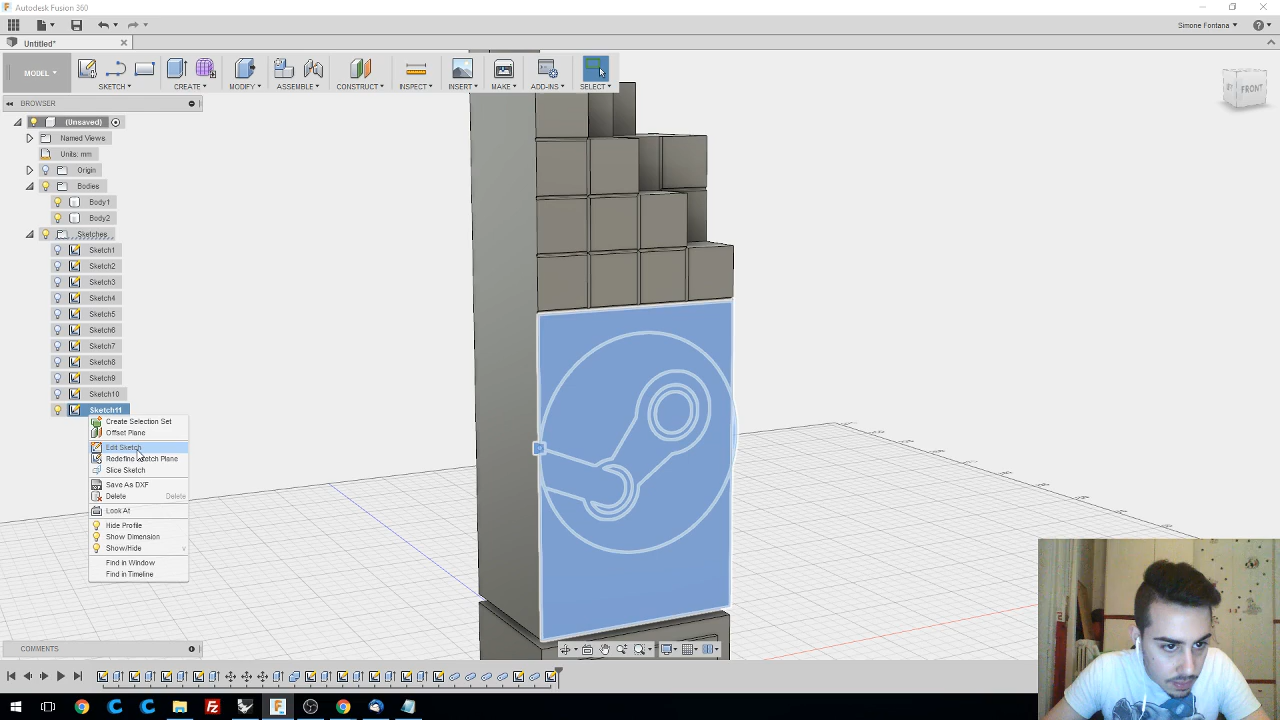 Autodesk Fusion 360
Simone Fontana
Untitled*
MODEL
SKETCH CREATE MODIFY ASSEMBLE CONSTRUCT INSPECT INSERT MAKE ADD-INS SELECT
FRONT
BROWSER
(Unsaved)
Named Views
Units: mm
Origin
Bodies
Body1
Body2
Sketches
Sketch1
Sketch2
Sketch3
Sketch4
Sketch5
Sketch6
Sketch7
Sketch8
Sketch9
Sketch10
Sketch11
Create Selection Set
Offset Plane
Edit Sketch
Redefine Sketch Plane
Slice Sketch
Save As DXF
Delete Delete
Look At
Hide Profile
Show Dimension
Show/Hide v
Find in Window
Find in Timeline
COMMENTS